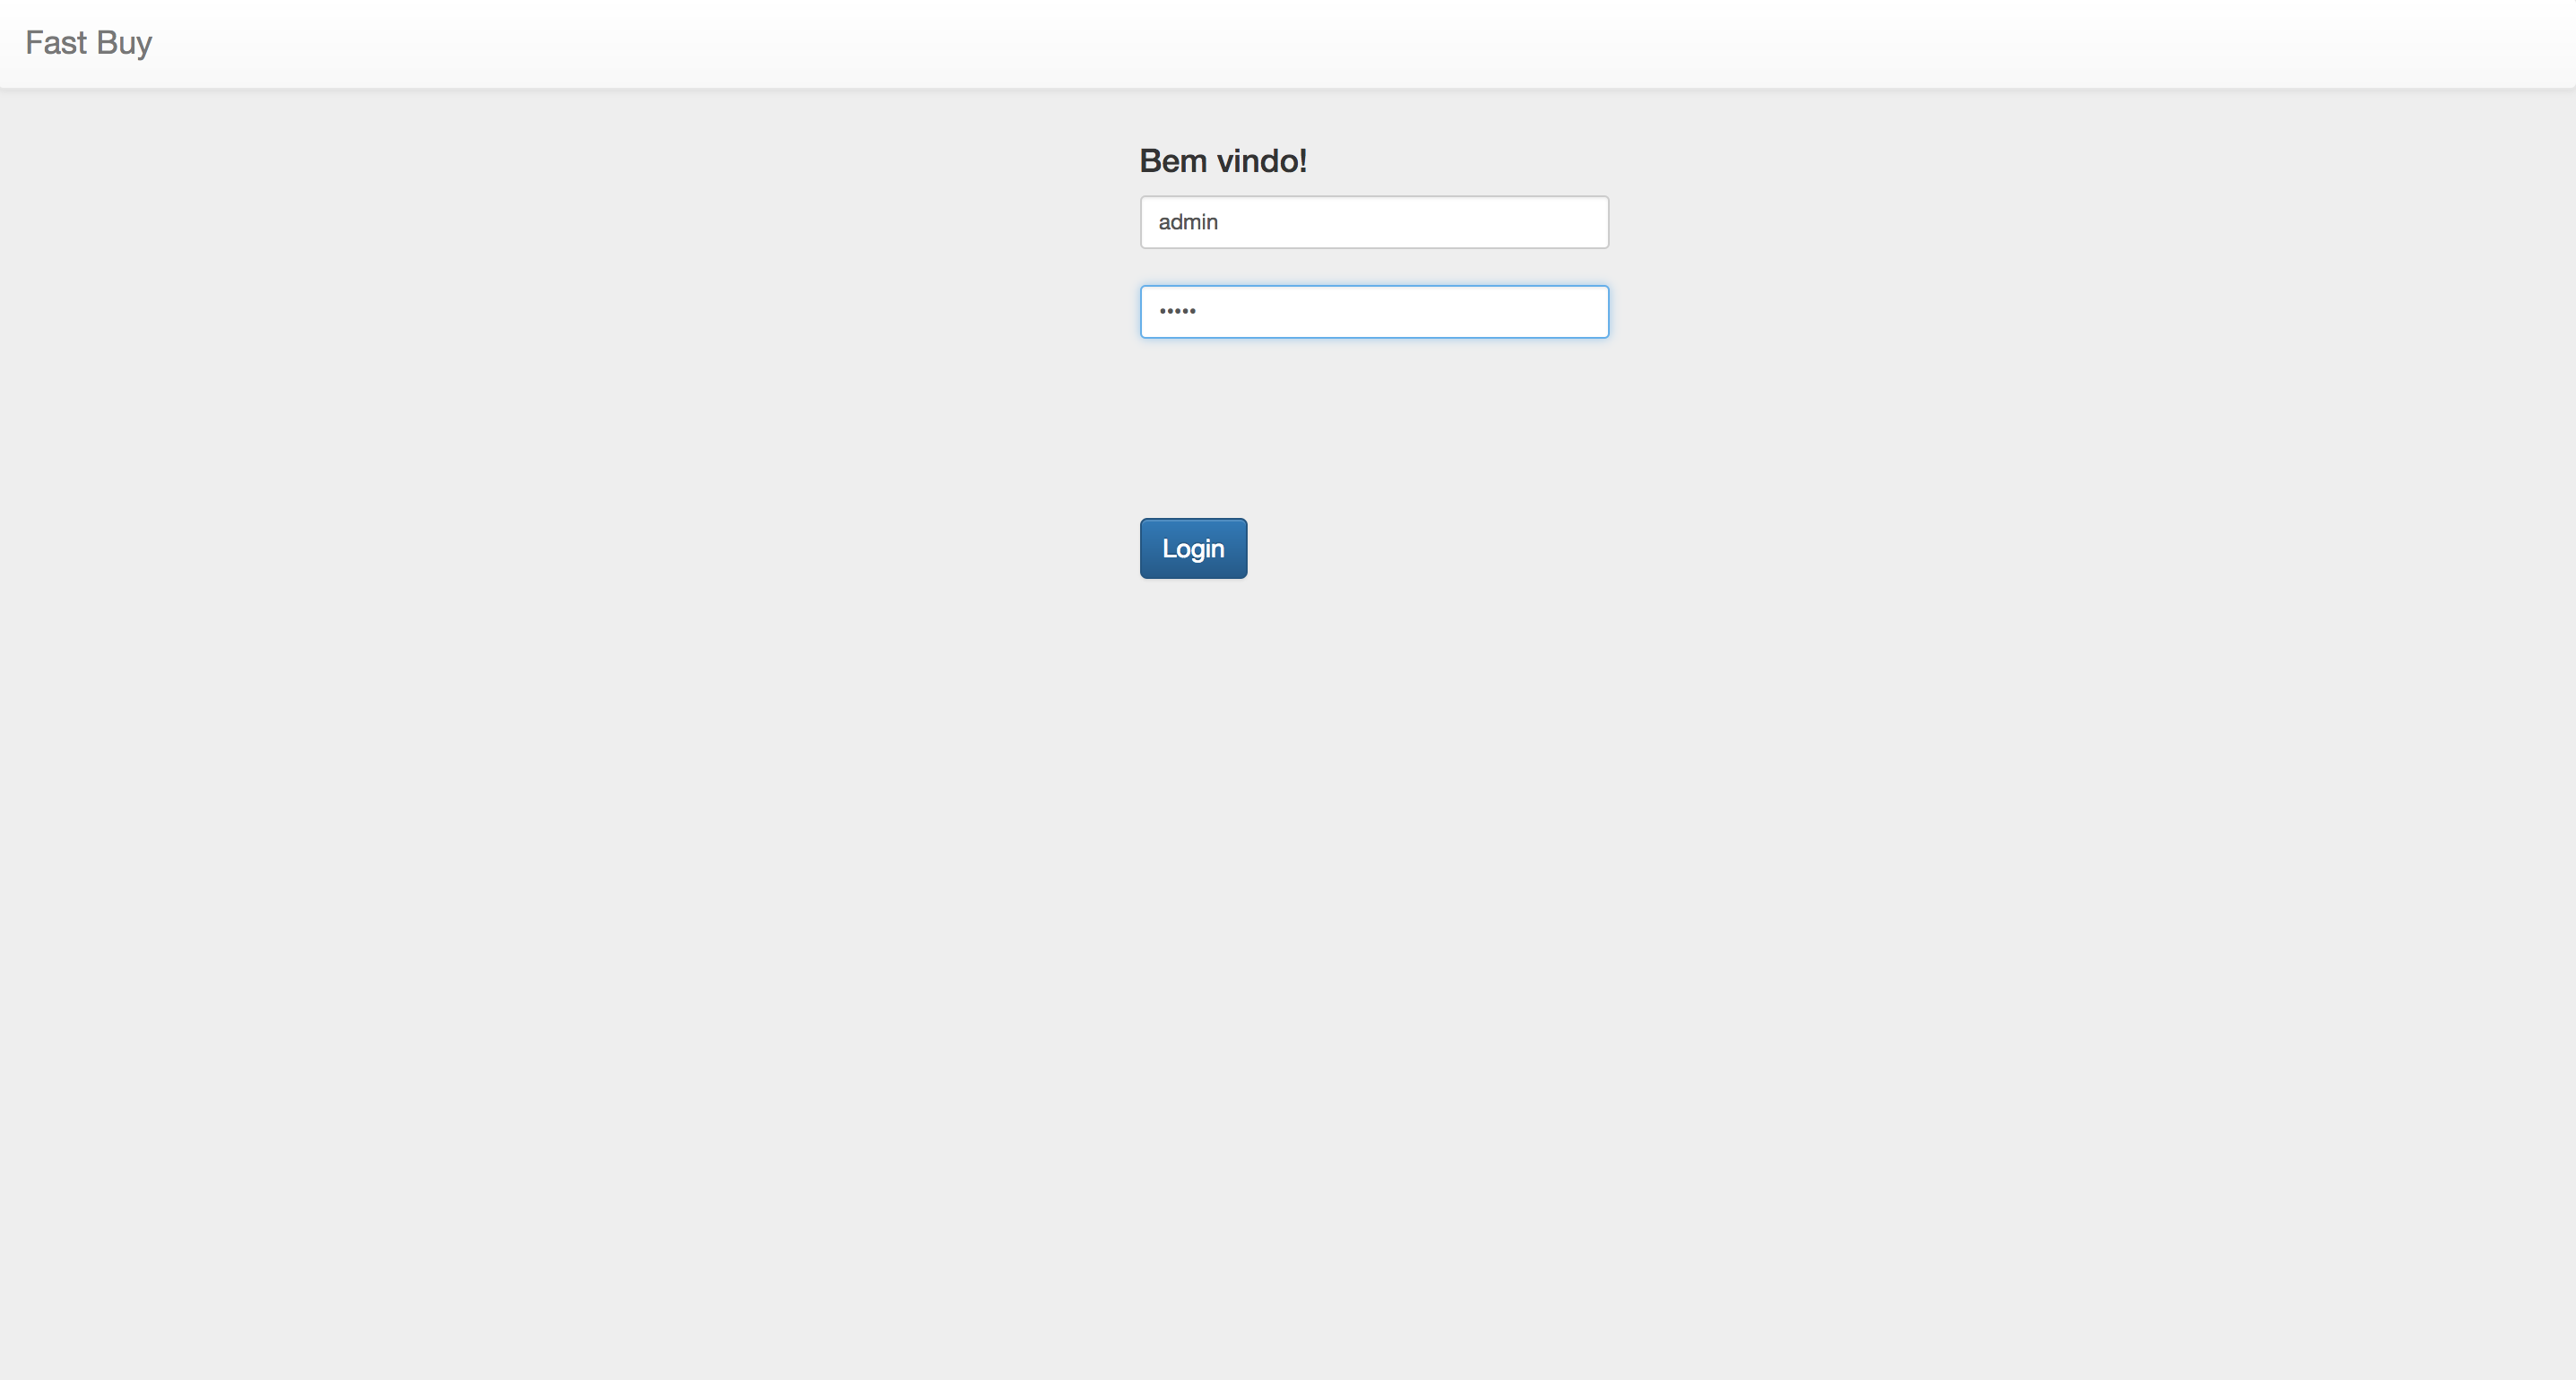 Fast Buy
Bem vindo!
admin
•••••
Login